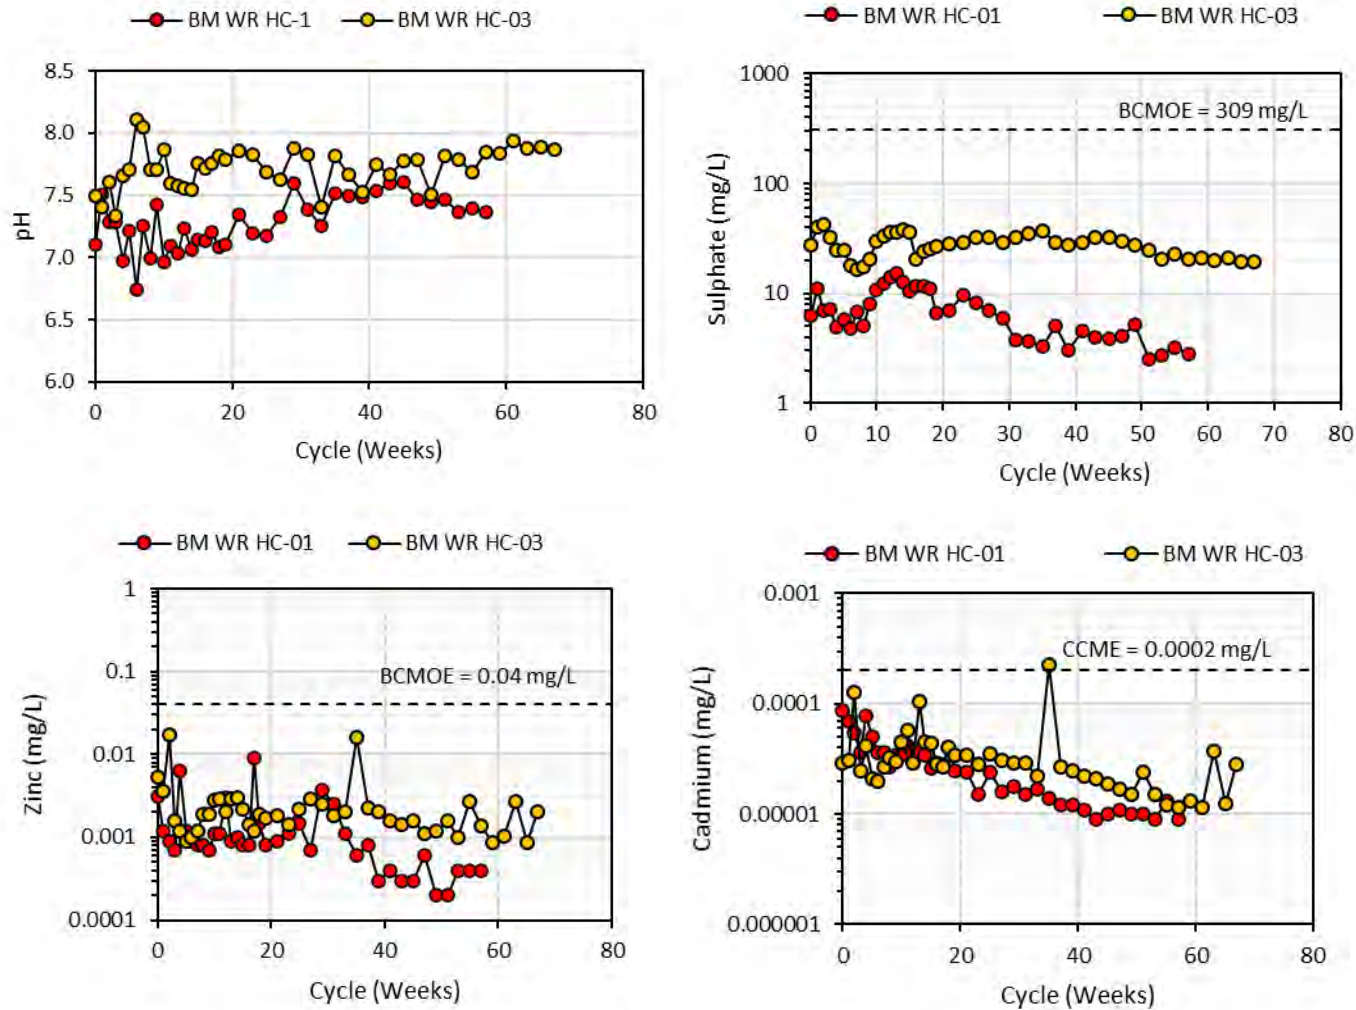 BM WR HC-1 BM WR HC-03
8.5
8.0
7.5
7.0
6.5
6.0
pH
0 20 40 60 80
Cycle (Weeks)
BM WR HC-01 BM WR HC-03
1000
100
10
1
Sulphate (mg/L)
BCMOE = 309 mg/L
0 10 20 30 40 50 60 70 80
Cycle (Weeks)
BM WR HC-01 BM WR HC-03
1
0.1
0.01
0.001
0.0001
Zinc (mg/L)
BCMOE = 0.04 mg/L
0 20 40 60 80
Cycle (Weeks)
BM WR HC-01 BM WR HC-03
0.001
0.0001
0.00001
0.000001
Cadmium (mg/L)
CCME = 0.0002 mg/L
0 20 40 60 80
Cycle (Weeks)